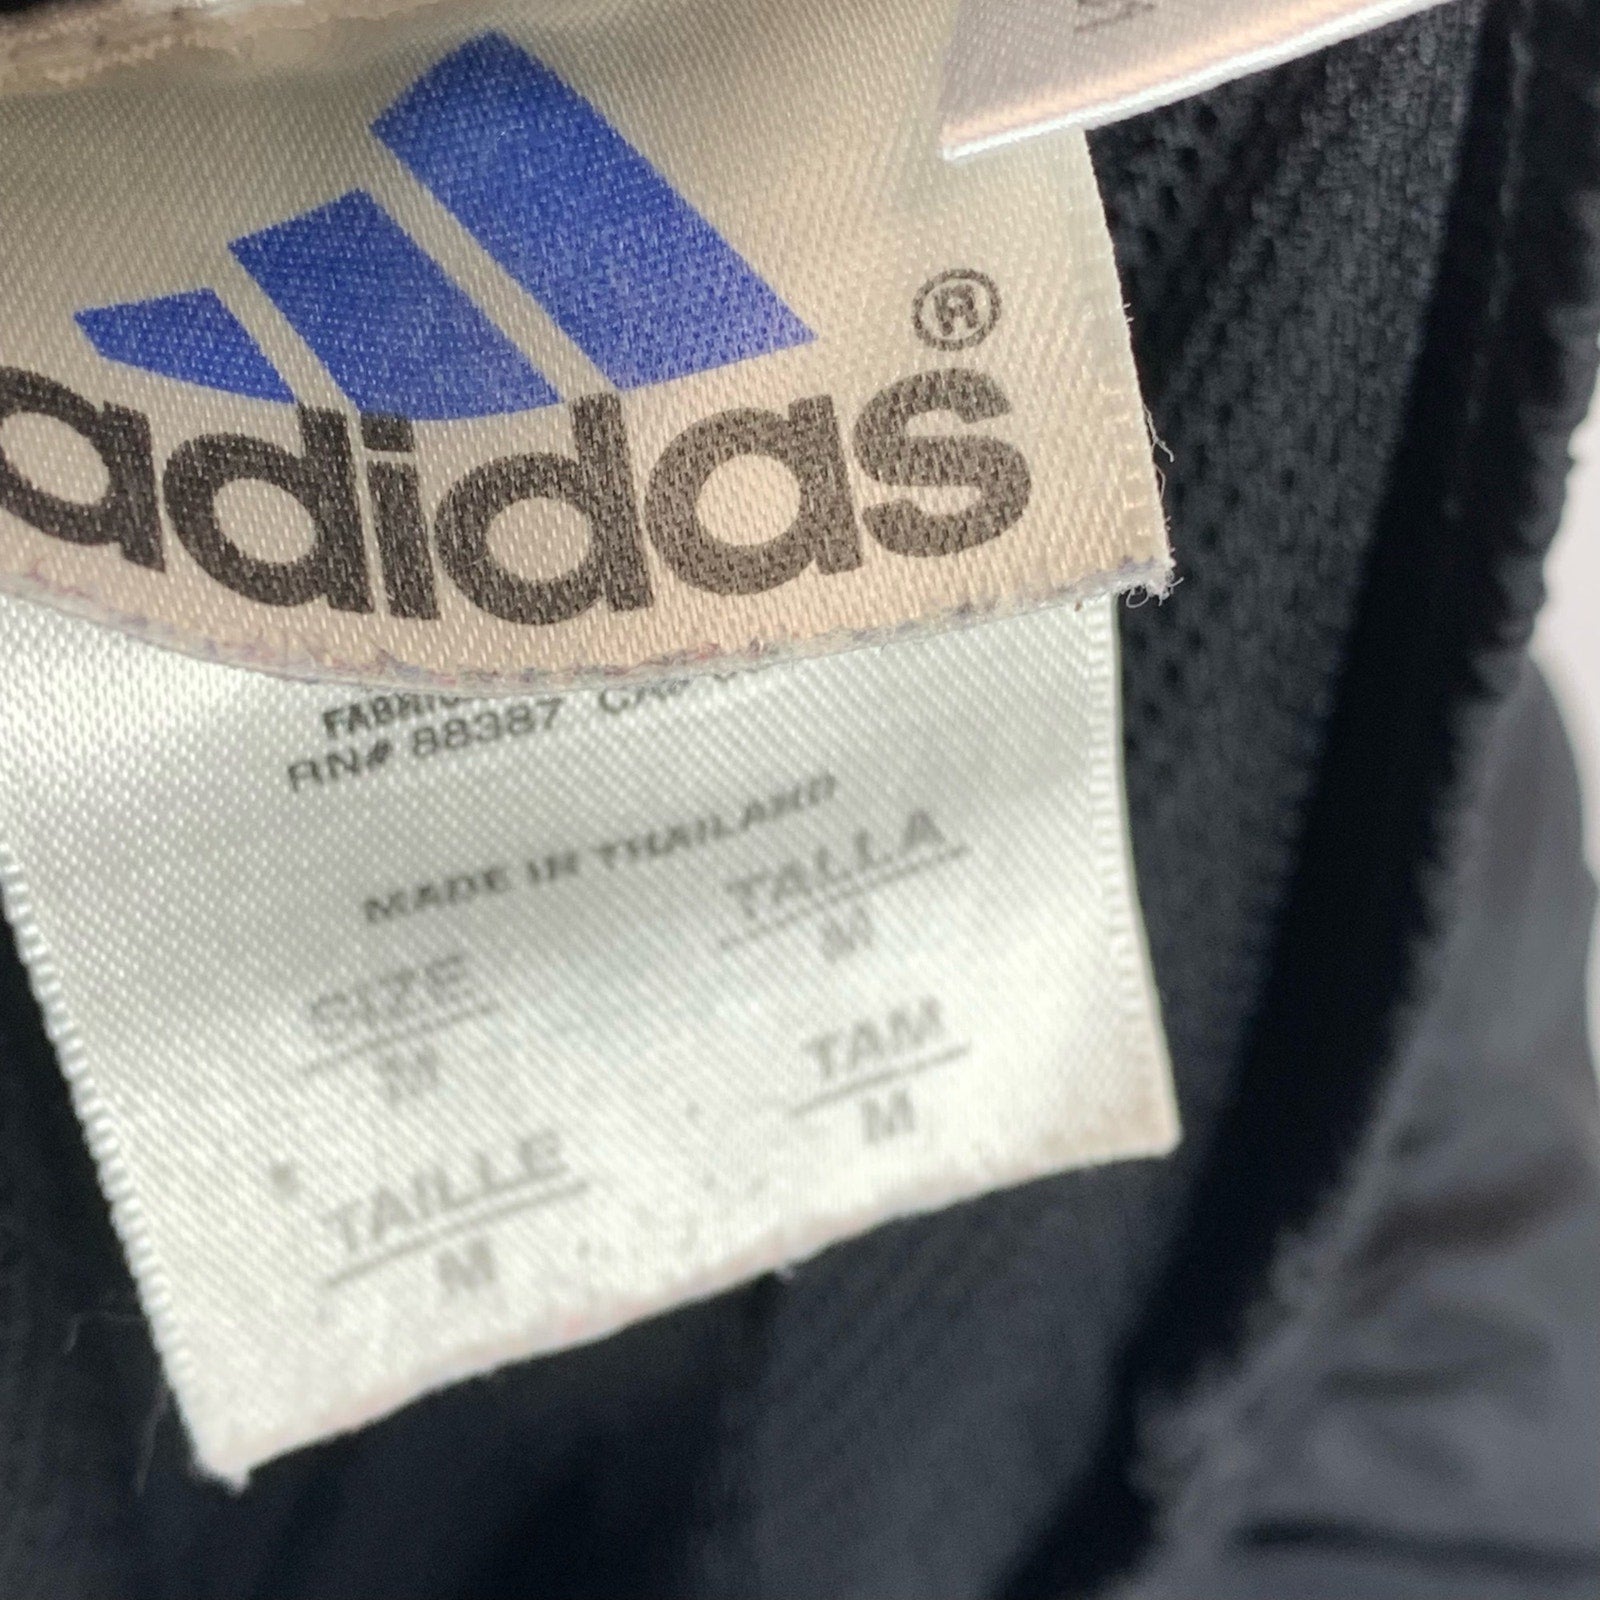 adidas®
RN# 88387
MADE IN THAILAND
SIZE TALLA
M M
TAILLE TAM
M M